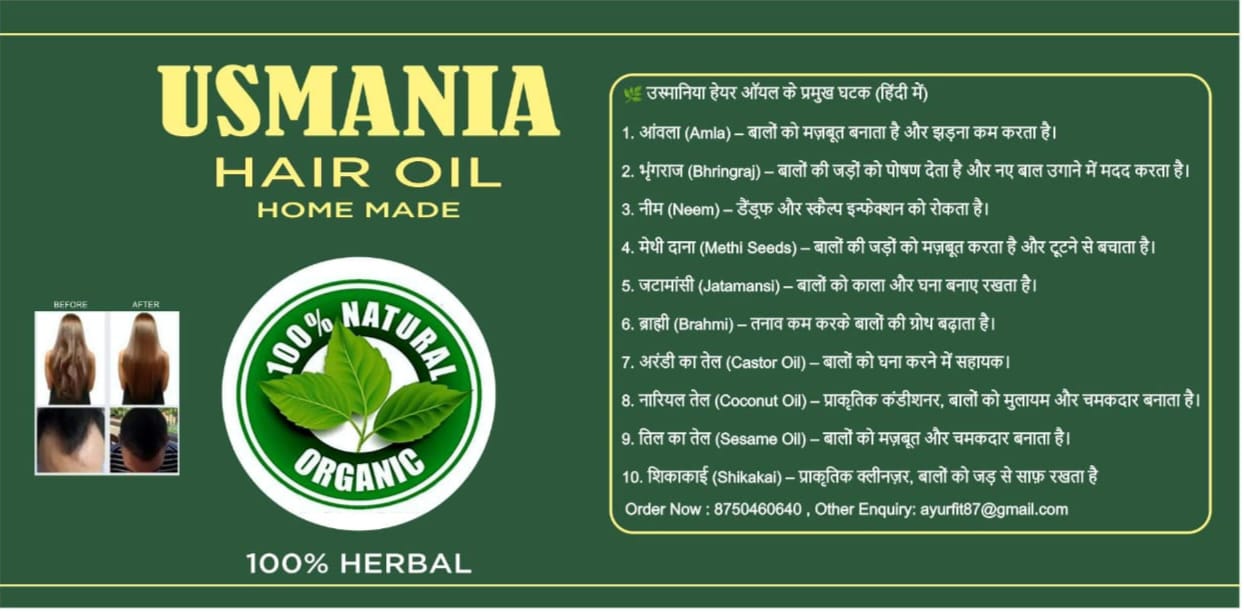 USMANIA
HAIR OIL
HOME MADE
BEFORE AFTER
100% NATURAL
ORGANIC
100% HERBAL
🌿 उस्मानिया हेयर ऑयल के प्रमुख घटक (हिंदी में)
1. आंवला (Amla) – बालों को मज़बूत बनाता है और झड़ना कम करता है।
2. भृंगराज (Bhringraj) – बालों की जड़ों को पोषण देता है और नए बाल उगाने में मदद करता है।
3. नीम (Neem) – डैंड्रफ और स्कैल्प इन्फेक्शन को रोकता है।
4. मेथी दाना (Methi Seeds) – बालों की जड़ों को मज़बूत करता है और टूटने से बचाता है।
5. जटामांसी (Jatamansi) – बालों को काला और घना बनाए रखता है।
6. ब्राह्मी (Brahmi) – तनाव कम करके बालों की ग्रोथ बढ़ाता है।
7. अरंडी का तेल (Castor Oil) – बालों को घना करने में सहायक।
8. नारियल तेल (Coconut Oil) – प्राकृतिक कंडीशनर, बालों को मुलायम और चमकदार बनाता है।
9. तिल का तेल (Sesame Oil) – बालों को मज़बूत और चमकदार बनाता है।
10. शिकाकाई (Shikakai) – प्राकृतिक क्लीनज़र, बालों को जड़ से साफ़ रखता है
Order Now : 8750460640 , Other Enquiry: ayurfit87@gmail.com